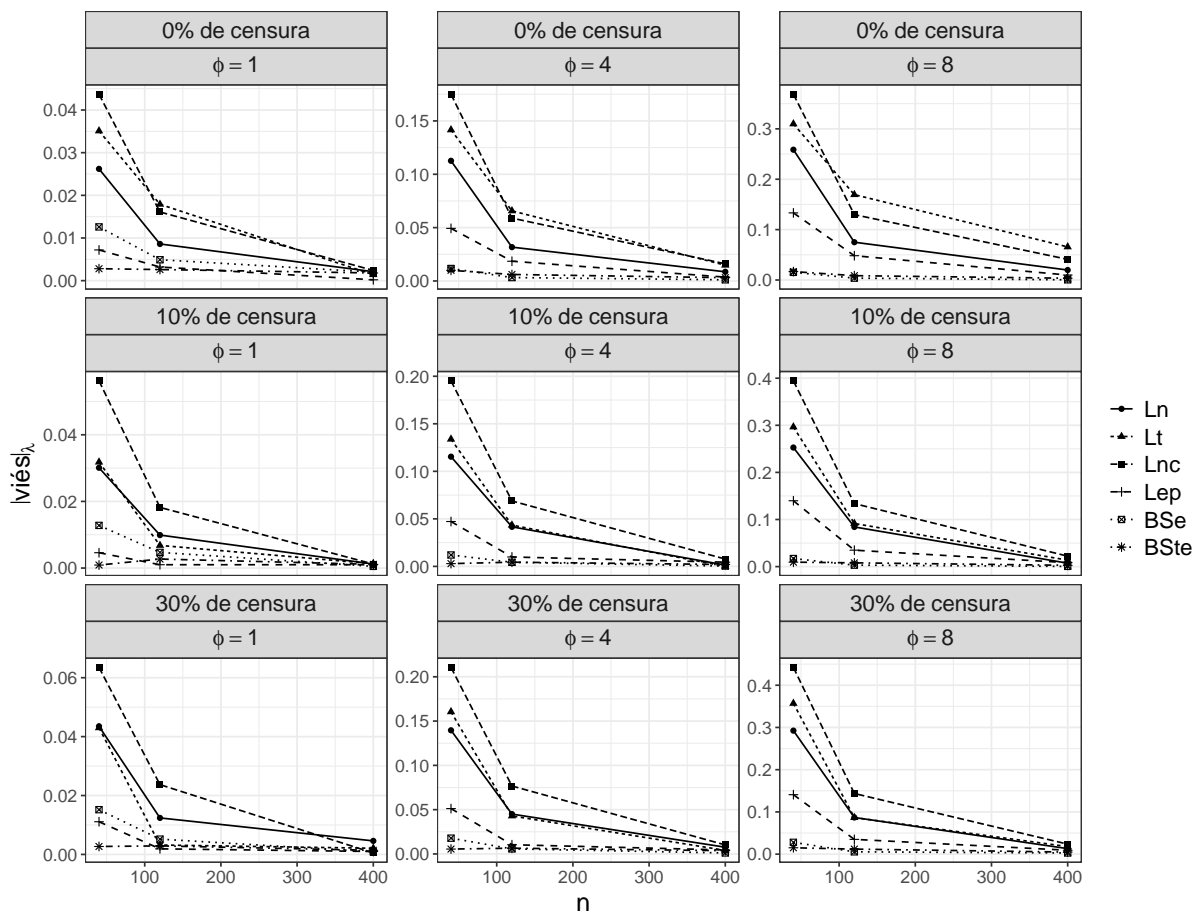 0% de censura
0% de censura
0% de censura
ϕ = 1
ϕ = 4
ϕ = 8
0.04
0.03
0.02
0.01
0.00
0.15
0.10
0.05
0.00
0.3
0.2
0.1
0.0
10% de censura
10% de censura
10% de censura
ϕ = 1
ϕ = 4
ϕ = 8
0.04
0.02
0.00
0.20
0.15
0.10
0.05
0.00
0.4
0.3
0.2
0.1
0.0
30% de censura
30% de censura
30% de censura
ϕ = 1
ϕ = 4
ϕ = 8
0.06
0.04
0.02
0.00
0.20
0.15
0.10
0.05
0.00
0.4
0.3
0.2
0.1
0.0
100 200 300 400
100 200 300 400
100 200 300 400
n
|viés|λ
Ln
Lt
Lnc
Lep
BSe
BSte